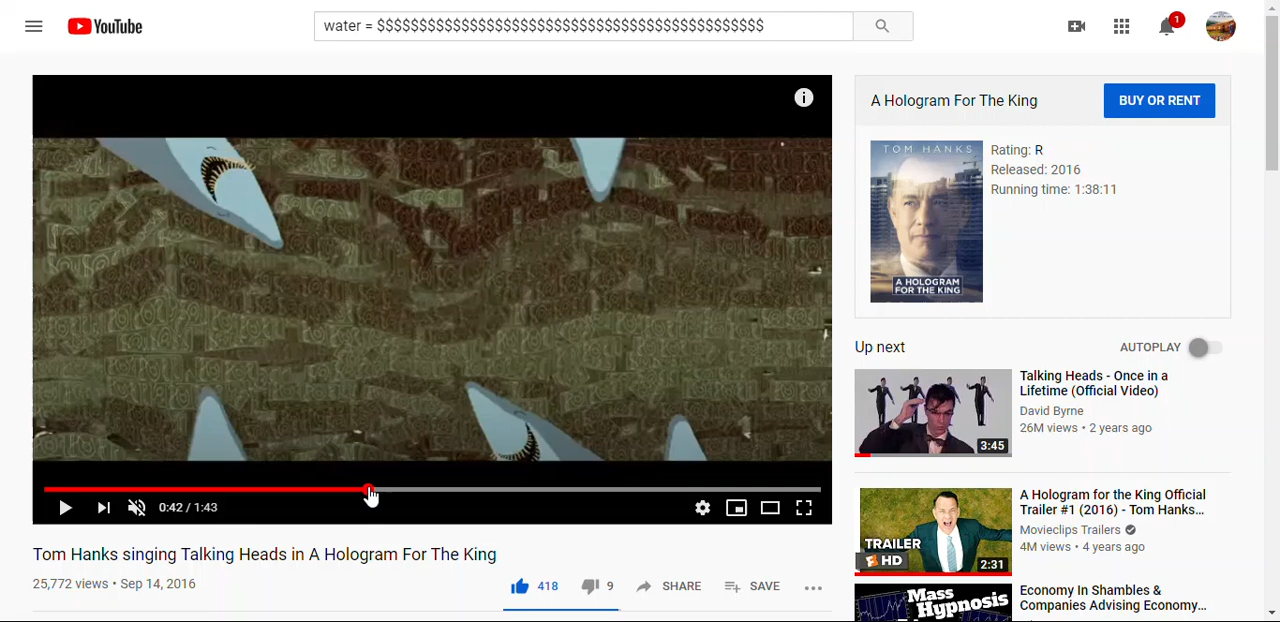 YouTube
water = $$$$$$$$$$$$$$$$$$$$$$$$$$$$$$$$$$$$$$$$$$$$$$$
1
i
0:42 / 1:43
Tom Hanks singing Talking Heads in A Hologram For The King
25,772 views • Sep 14, 2016
418
9
SHARE
SAVE
A Hologram For The King
BUY OR RENT
TOM HANKS
A HOLOGRAM
FOR THE KING
Rating: R
Released: 2016
Running time: 1:38:11
Up next
AUTOPLAY
3:45
Talking Heads - Once in a
Lifetime (Official Video)
David Byrne
26M views • 2 years ago
TRAILER
HD
2:31
A Hologram for the King Official
Trailer #1 (2016) - Tom Hanks...
Movieclips Trailers
4M views • 4 years ago
Mass
Hypnosis
Economy In Shambles &
Companies Advising Economy...